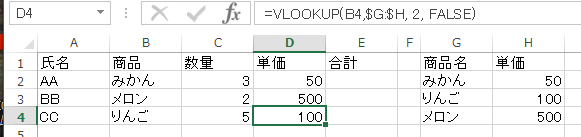 D4 fx =VLOOKUP(B4,$G:$H, 2, FALSE)
A B C D E F G H
1 氏名 商品 数量 単価 合計 商品名 単価
2 AA みかん 3 50 みかん 50
3 BB メロン 2 500 りんご 100
4 CC りんご 5 100 メロン 500
5